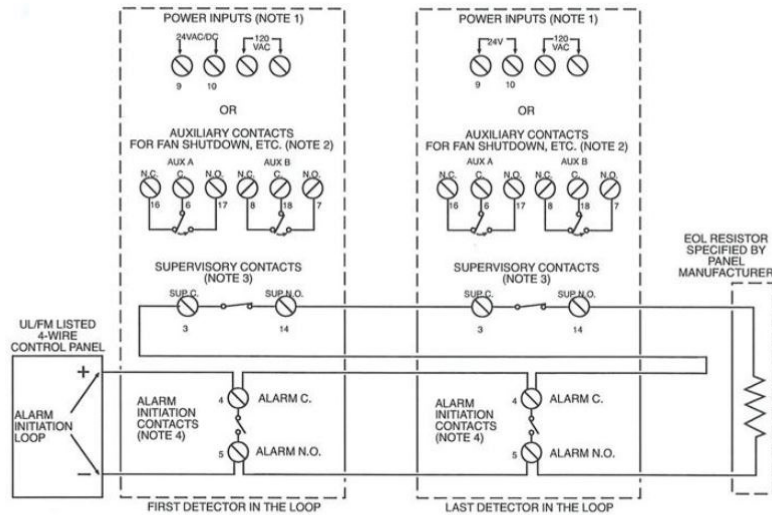 POWER INPUTS (NOTE 1)
24VAC/DC
120
VAC
9
10
OR
AUXILIARY CONTACTS
FOR FAN SHUTDOWN, ETC. (NOTE 2)
AUX A
AUX B
N.C.
C.
N.O.
N.C.
C.
N.O.
16
6
17
8
18
7
SUPERVISORY CONTACTS
(NOTE 3)
SUP.C.
SUP.N.O.
3
14
POWER INPUTS (NOTE 1)
24V
120
VAC
9
10
OR
AUXILIARY CONTACTS
FOR FAN SHUTDOWN, ETC. (NOTE 2)
AUX A
AUX B
N.C.
C.
N.O.
N.C.
C.
N.O.
16
6
17
8
18
7
SUPERVISORY CONTACTS
(NOTE 3)
SUP.C.
SUP.N.O.
3
14
EOL RESISTOR
SPECIFIED BY
PANEL
MANUFACTURER
UL/FM LISTED
4-WIRE
CONTROL PANEL
+
ALARM
INITIATION
LOOP
–
ALARM
INITIATION
CONTACTS
(NOTE 4)
4
ALARM C.
5
ALARM N.O.
ALARM
INITIATION
CONTACTS
(NOTE 4)
4
ALARM C.
5
ALARM N.O.
FIRST DETECTOR IN THE LOOP
LAST DETECTOR IN THE LOOP